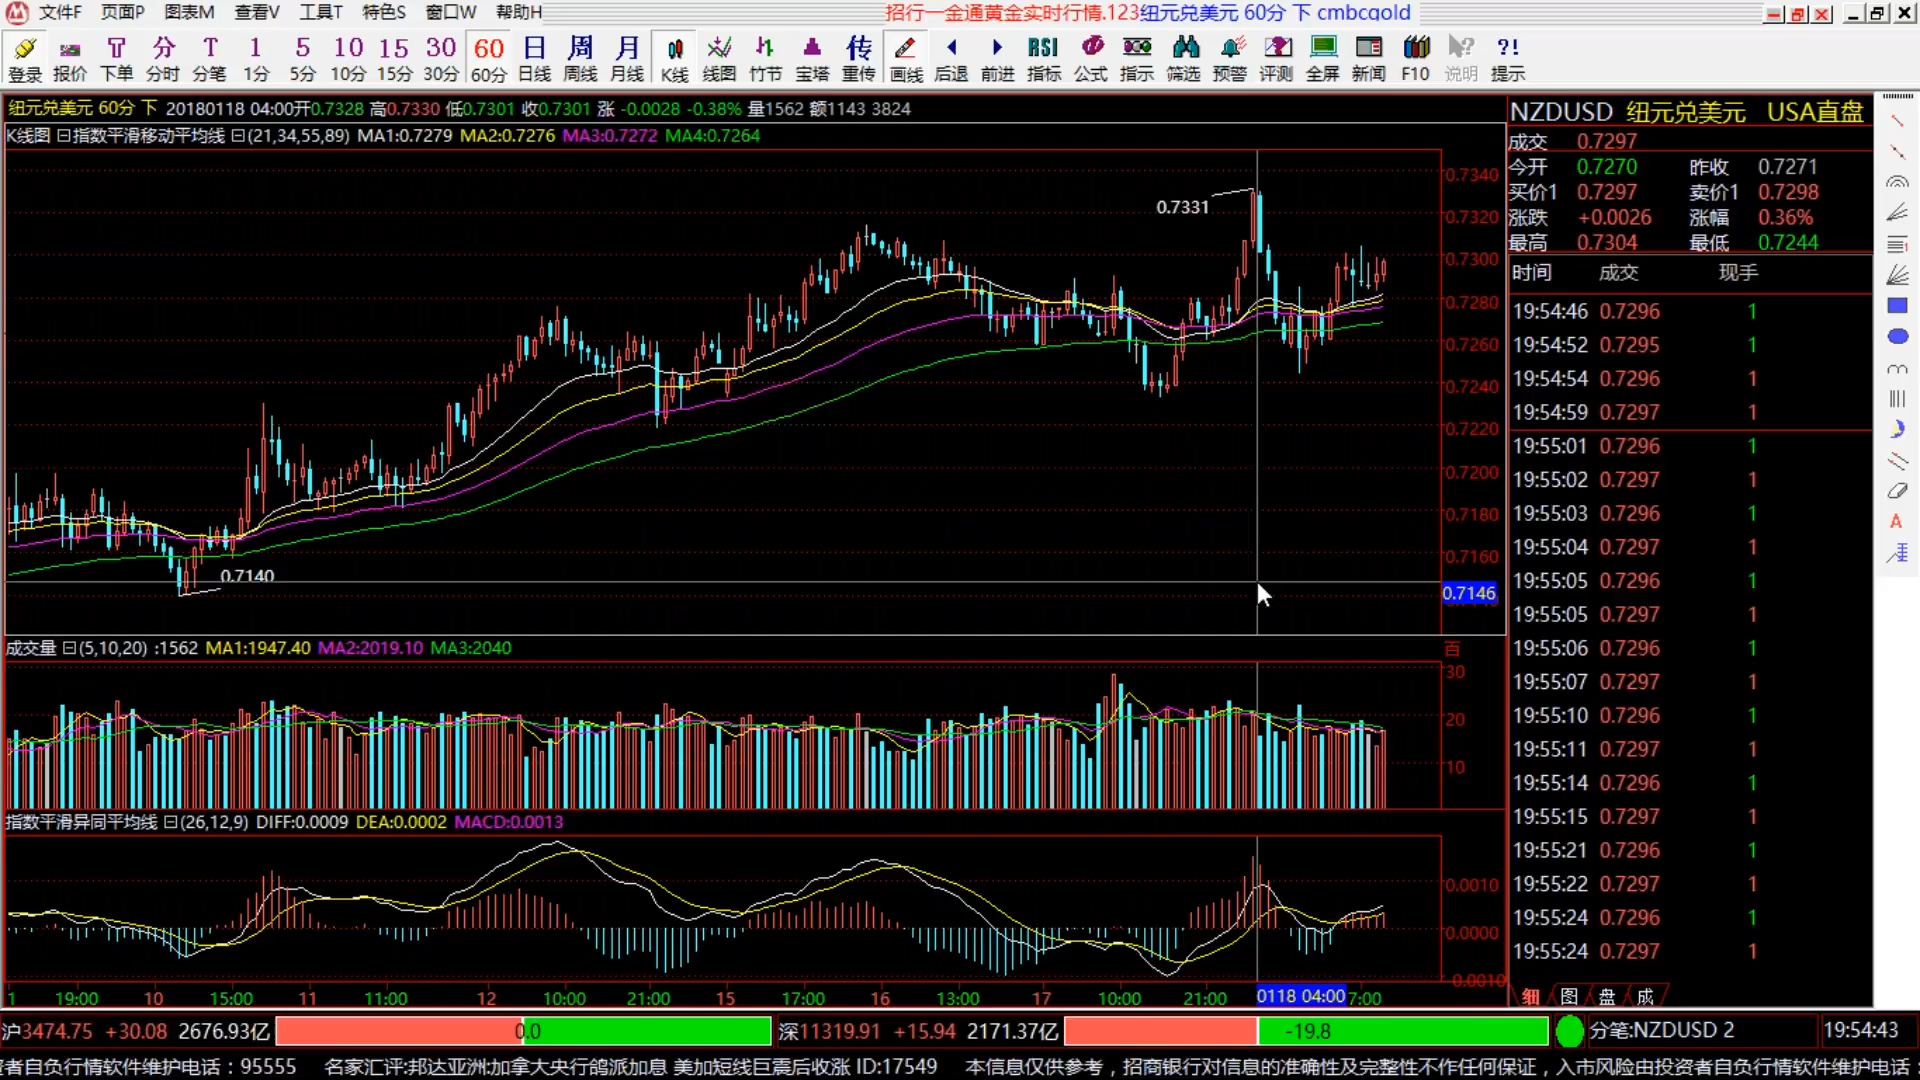 文件F 页面P 图表M 查看V 工具T 特色S 窗口W 帮助H 招行一金通黄金实时行情.123纽元兑美元 60分 下 cmbcgold
T 分 T 1 5 10 15 30 60 日 周 月 传 RSI ?!
登录 报价 下单 分时 分笔 1分 5分 10分 15分 30分 60分 日线 周线 月线 K线 线图 竹节 宝塔 重传 画线 后退 前进 指标 公式 指示 筛选 预警 评测 全屏 新闻 F10 说明 提示
纽元兑美元 60分 下 20180118 04:00开0.7328 高0.7330 低0.7301 收0.7301 涨 -0.0028 -0.38% 量1562 额1143 3824
K线图 指数平滑移动平均线 (21,34,55,89) MA1:0.7279 MA2:0.7276 MA3:0.7272 MA4:0.7264
0.7340
0.7331
0.7320
0.7300
0.7280
0.7260
0.7240
0.7220
0.7200
0.7180
0.7160
0.7140
0.7146
成交量 (5,10,20) :1562 MA1:1947.40 MA2:2019.10 MA3:2040
百
30
20
10
指数平滑异同平均线 (26,12,9) DIFF:0.0009 DEA:0.0002 MACD:0.0013
0.0010
0.0000
0.0010
1 19:00 10 15:00 11 11:00 12 10:00 21:00 15 17:00 16 13:00 17 10:00 21:00 0118 04:00 7:00
NZDUSD 纽元兑美元 USA直盘
成交 0.7297
今开 0.7270 昨收 0.7271
买价1 0.7297 卖价1 0.7298
涨跌 +0.0026 涨幅 0.36%
最高 0.7304 最低 0.7244
时间 成交 现手
19:54:46 0.7296 1
19:54:52 0.7295 1
19:54:54 0.7296 1
19:54:59 0.7297 1
19:55:01 0.7296 1
19:55:02 0.7297 1
19:55:03 0.7296 1
19:55:04 0.7297 1
19:55:05 0.7296 1
19:55:05 0.7297 1
19:55:06 0.7296 1
19:55:07 0.7297 1
19:55:10 0.7296 1
19:55:11 0.7297 1
19:55:14 0.7296 1
19:55:15 0.7297 1
19:55:21 0.7296 1
19:55:22 0.7297 1
19:55:24 0.7296 1
19:55:24 0.7297 1
细 图 盘 成
A
沪3474.75 +30.08 2676.93亿 0.0 深11319.91 +15.94 2171.37亿 -19.8 分笔:NZDUSD 2 19:54:43
资者自负行情软件维护电话：95555 名家汇评:邦达亚洲:加拿大央行鸽派加息 美加短线巨震后收涨 ID:17549 本信息仅供参考，招商银行对信息的准确性及完整性不作任何保证，入市风险由投资者自负行情软件维护电话：